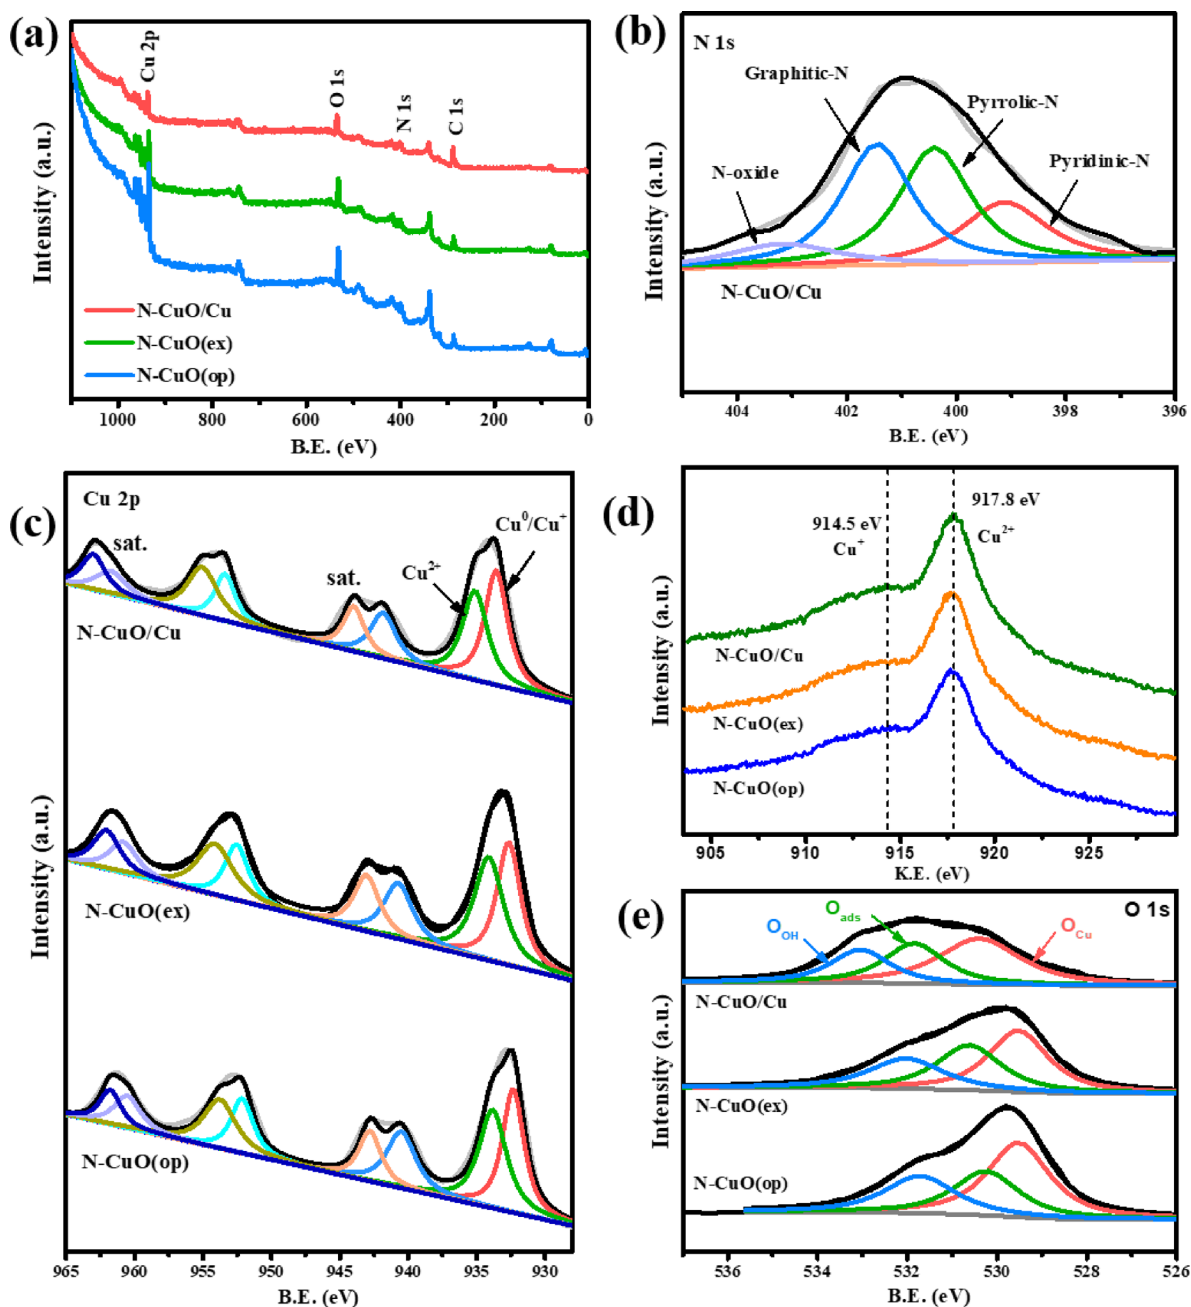 (a)
Cu 2p
O 1s
N 1s
C 1s
N-CuO/Cu
N-CuO(ex)
N-CuO(op)
Intensity (a.u.)
1000 800 600 400 200 0
B.E. (eV)
(b)
N 1s
Graphitic-N
Pyrrolic-N
N-oxide
Pyridinic-N
N-CuO/Cu
Intensity (a.u.)
404 402 400 398 396
B.E. (eV)
(c)
Cu 2p
Cu⁰/Cu⁺
sat.
Cu²⁺
sat.
N-CuO/Cu
N-CuO(ex)
N-CuO(op)
Intensity (a.u.)
965 960 955 950 945 940 935 930
B.E. (eV)
(d)
917.8 eV
914.5 eV
Cu⁺
Cu²⁺
N-CuO/Cu
N-CuO(ex)
N-CuO(op)
Intensity (a.u.)
905 910 915 920 925
K.E. (eV)
(e)
O 1s
O_OH
O_ads
O_Cu
N-CuO/Cu
N-CuO(ex)
N-CuO(op)
Intensity (a.u.)
536 534 532 530 528 526
B.E. (eV)